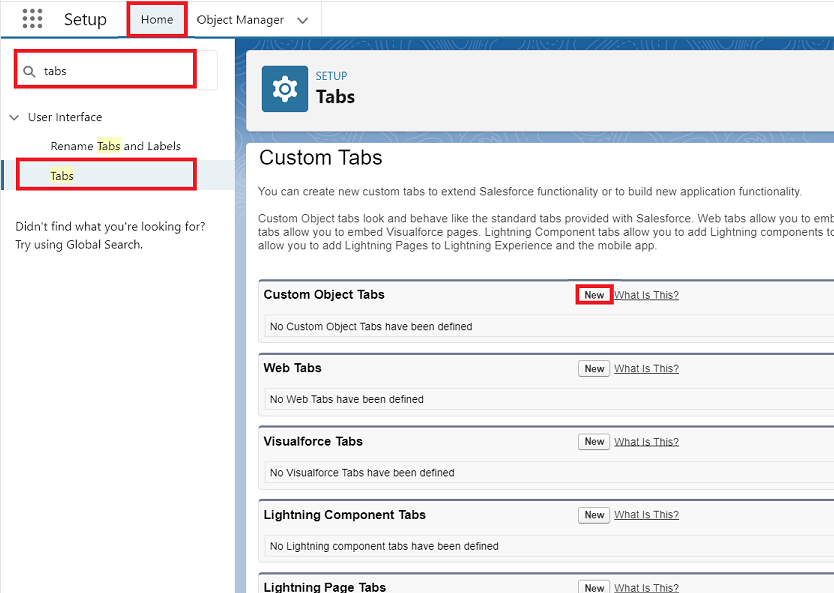 Setup
Home
Object Manager
tabs
User Interface
Rename Tabs and Labels
Tabs
Didn't find what you're looking for?
Try using Global Search.
SETUP
Tabs
Custom Tabs
You can create new custom tabs to extend Salesforce functionality or to build new application functionality.
Custom Object tabs look and behave like the standard tabs provided with Salesforce. Web tabs allow you to emb
tabs allow you to embed Visualforce pages. Lightning Component tabs allow you to add Lightning components to
allow you to add Lightning Pages to Lightning Experience and the mobile app.
Custom Object Tabs New What Is This?
No Custom Object Tabs have been defined
Web Tabs New What Is This?
No Web Tabs have been defined
Visualforce Tabs New What Is This?
No Visualforce Tabs have been defined
Lightning Component Tabs New What Is This?
No Lightning component tabs have been defined
Lightning Page Tabs New What Is This?